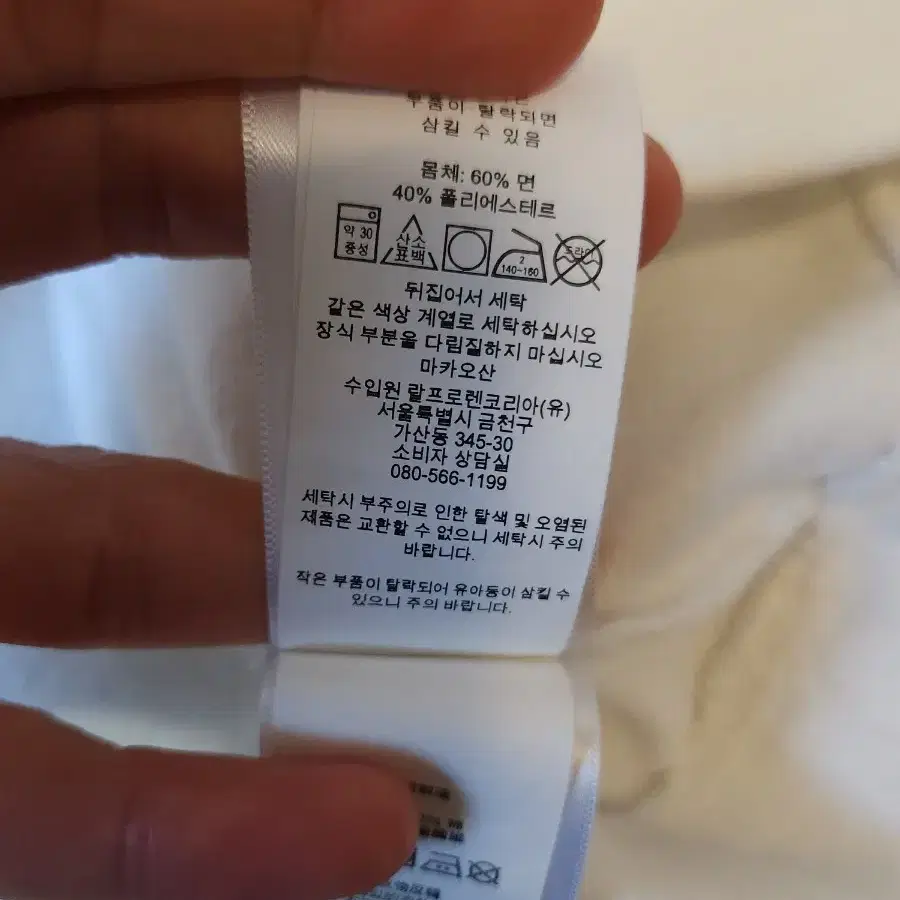 부품이 탈락되면
삼킬 수 있음
몸체: 60% 면
40% 폴리에스테르
약 30
중성
산소
표백
2
140~160
드라이
뒤집어서 세탁
같은 색상 계열로 세탁하십시오
장식 부분을 다림질하지 마십시오
마카오산
수입원 랄프로렌코리아(유)
서울특별시 금천구
가산동 345-30
소비자 상담실
080-566-1199
세탁시 부주의로 인한 탈색 및 오염된
제품은 교환할 수 없으니 세탁시 주의
바랍니다.
작은 부품이 탈락되어 유아동이 삼킬 수
있으니 주의 바랍니다.